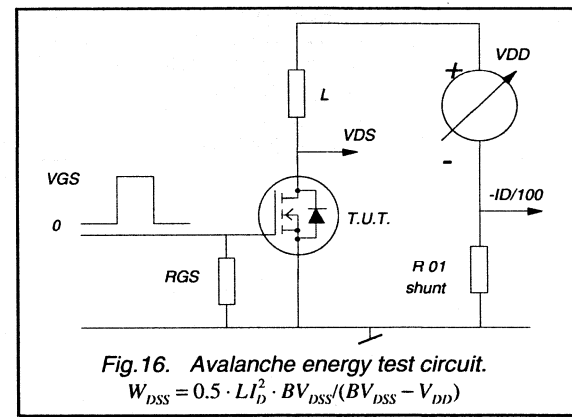 VDD
+
L
VDS
-
VGS
-ID/100
0
T.U.T.
RGS
R 01
shunt
Fig.16. Avalanche energy test circuit.
W_DSS = 0.5 · LI_D^2 · BV_DSS/(BV_DSS − V_DD)